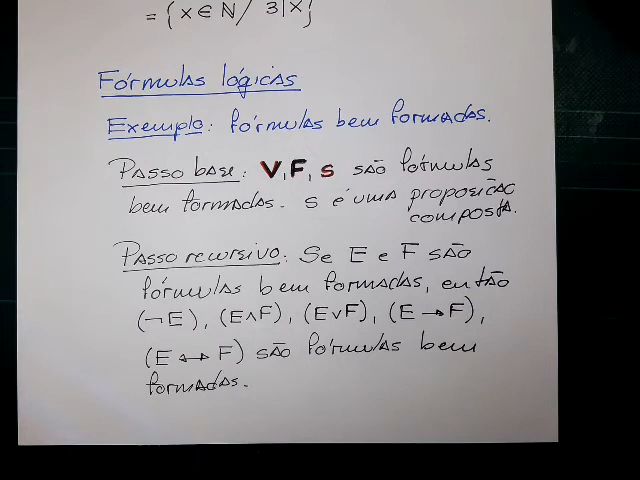 = { x ∈ N / 3|x }
Fórmulas lógicas
Exemplo: fórmulas bem formadas.
Passo base: V, F, s são fórmulas
bem formadas. s é uma proposição
composta.
Passo recursivo: Se E e F são
fórmulas bem formadas, então
(¬E), (E∧F), (E∨F), (E→F),
(E↔F) são fórmulas bem
formadas.